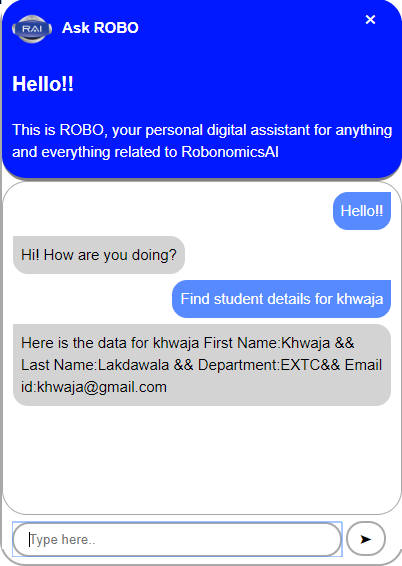 RAI Ask ROBO ×
Hello!!
This is ROBO, your personal digital assistant for anything
and everything related to RobonomicsAI
Hello!!
Hi! How are you doing?
Find student details for khwaja
Here is the data for khwaja First Name:Khwaja &&
Last Name:Lakdawala && Department:EXTC&& Email
id:khwaja@gmail.com
Type here..